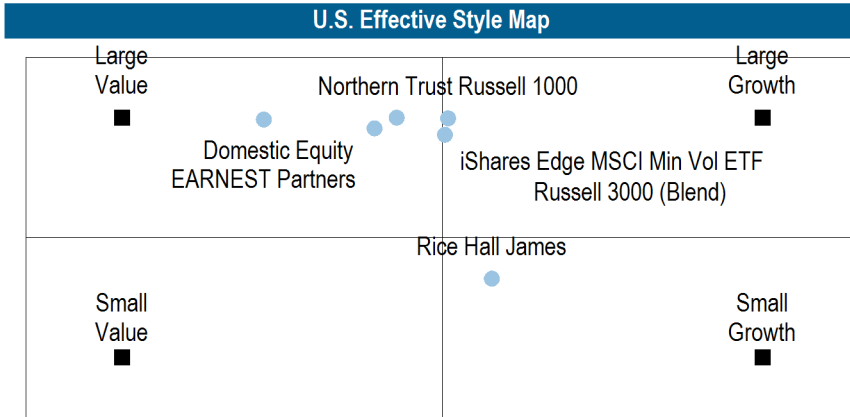 U.S. Effective Style Map
Large
Value
Large
Growth
Northern Trust Russell 1000
Domestic Equity
EARNEST Partners
iShares Edge MSCI Min Vol ETF
Russell 3000 (Blend)
Rice Hall James
Small
Value
Small
Growth